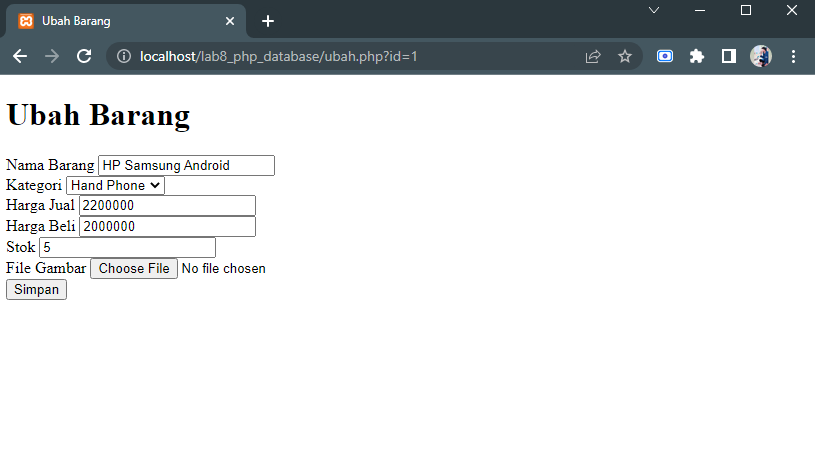 Ubah Barang
localhost/lab8_php_database/ubah.php?id=1
Ubah Barang
Nama Barang HP Samsung Android
Kategori Hand Phone
Harga Jual 2200000
Harga Beli 2000000
Stok 5
File Gambar Choose File No file chosen
Simpan